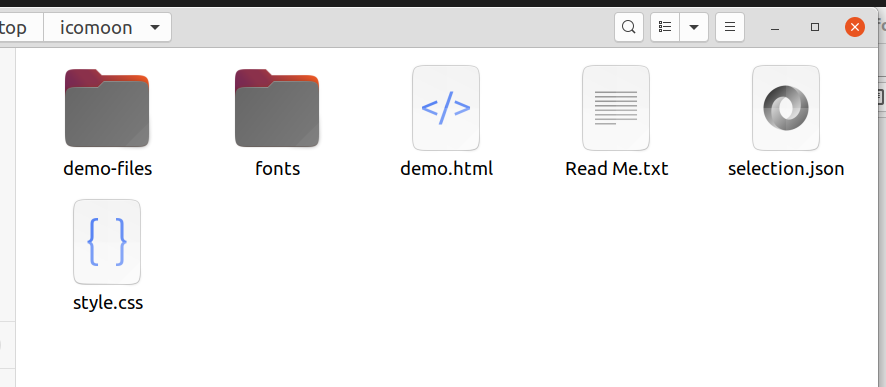 top icomoon
demo-files fonts demo.html Read Me.txt selection.json
style.css